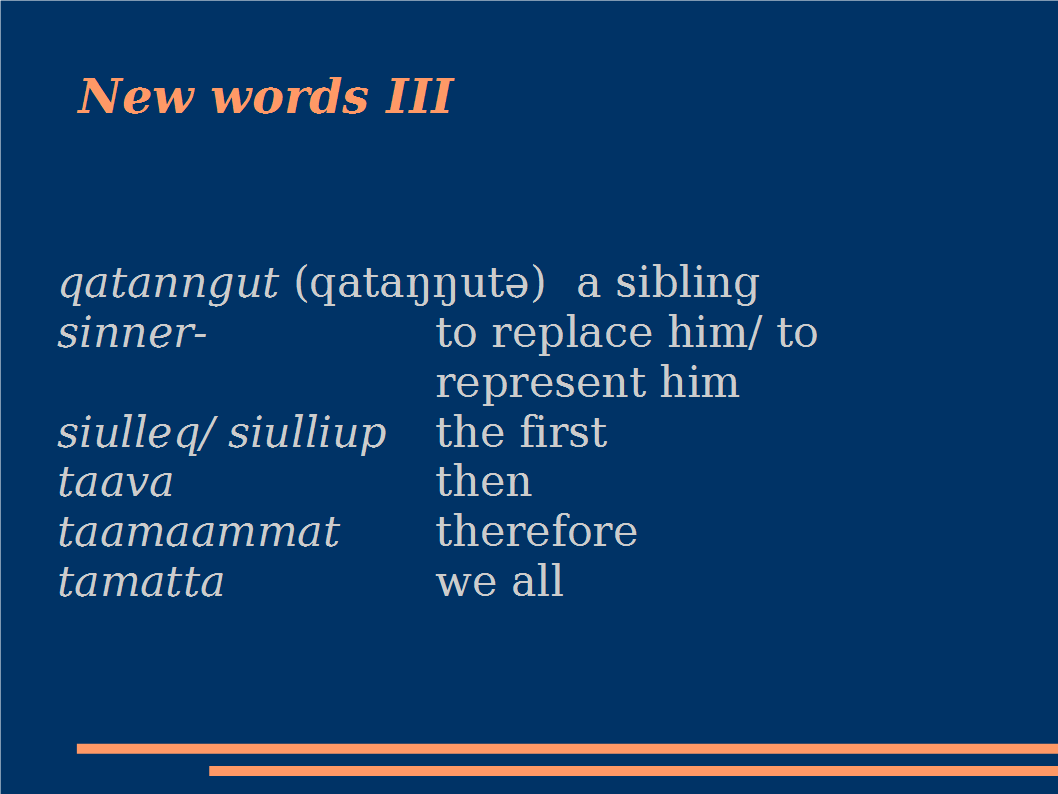 New words III
qatanngut (qataŋŋutə) a sibling
sinner- to replace him/ to
represent him
siulleq/ siulliup the first
taava then
taamaammat therefore
tamatta we all